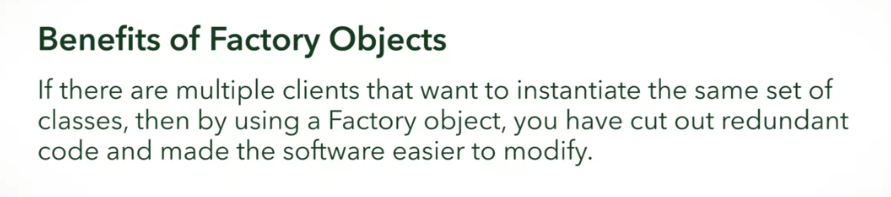 Benefits of Factory Objects
If there are multiple clients that want to instantiate the same set of
classes, then by using a Factory object, you have cut out redundant
code and made the software easier to modify.